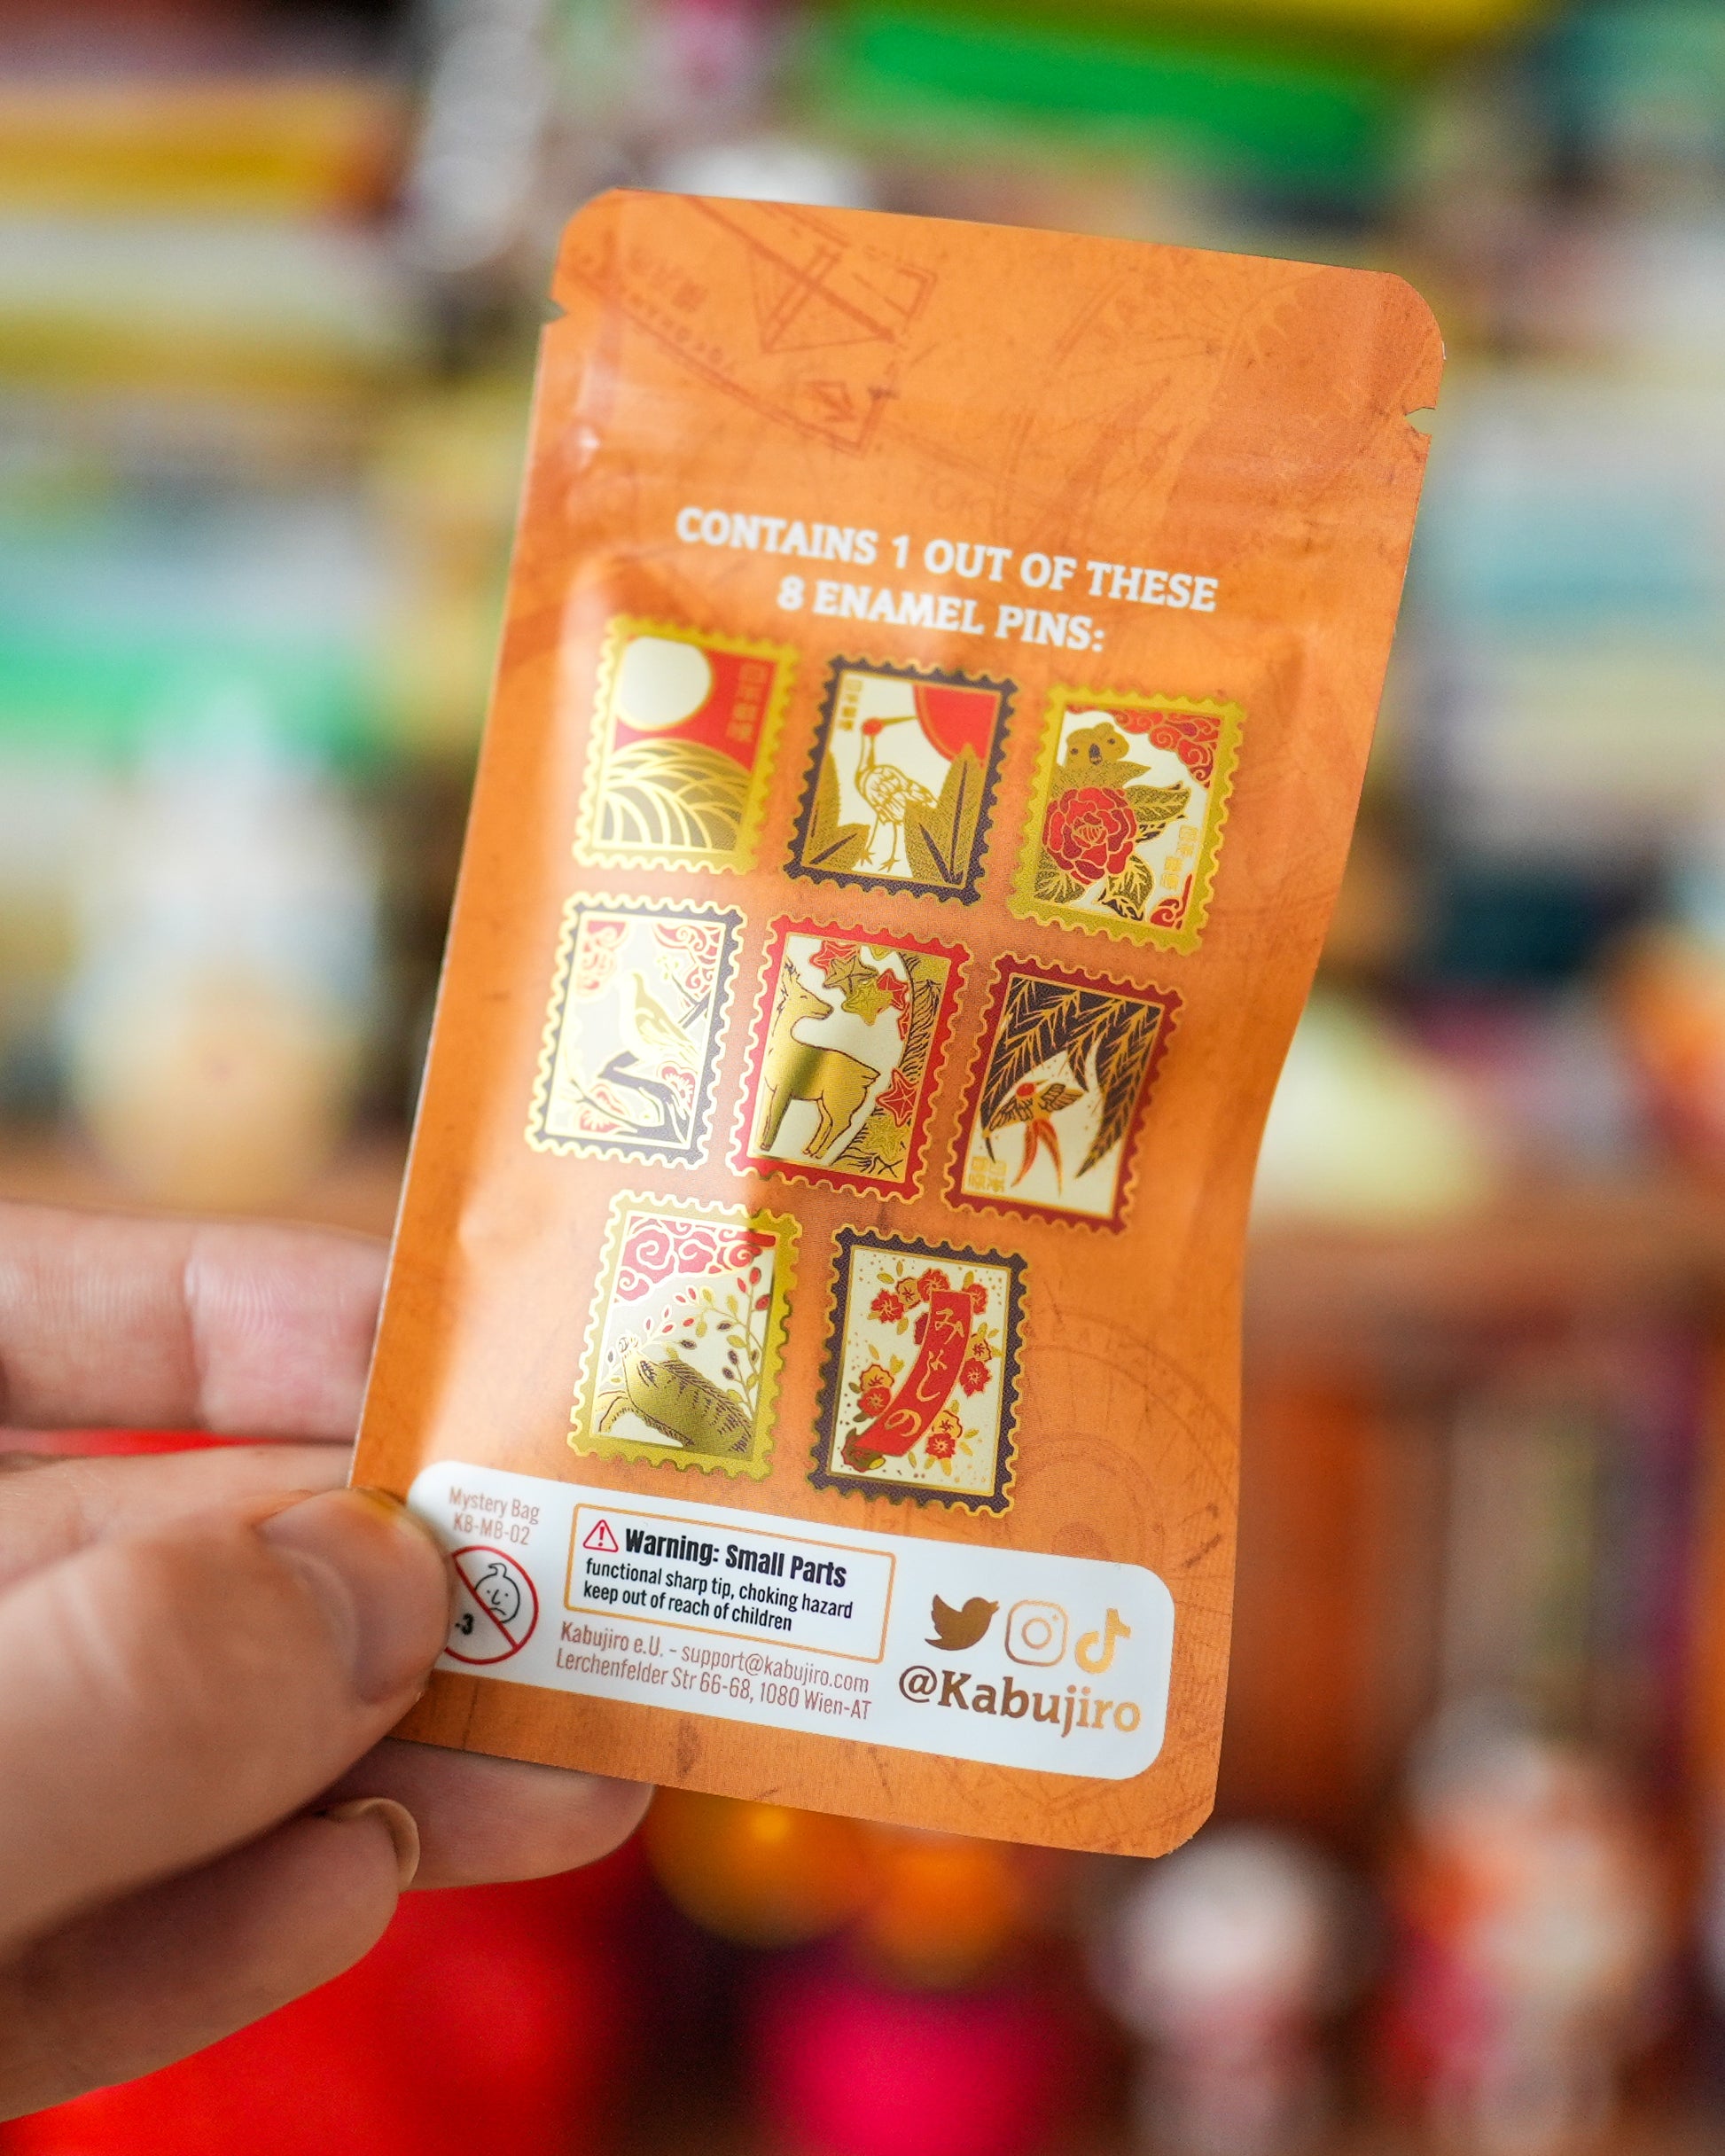 CONTAINS 1 OUT OF THESE
8 ENAMEL PINS:
みよしの
Mystery Bag
KB-MB-02
-3
Warning: Small Parts
functional sharp tip, choking hazard
keep out of reach of children
Kabujiro e.U. - support@kabujiro.com
Lerchenfelder Str 66-68, 1080 Wien-AT
@Kabujiro